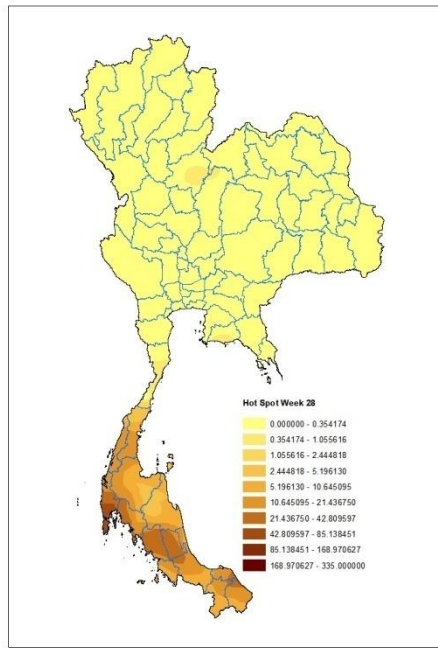 Hot Spot Week 28
0.000000 - 0.354174
0.354174 - 1.055616
1.055616 - 2.444818
2.444818 - 5.196130
5.196130 - 10.645095
10.645095 - 21.436750
21.436750 - 42.809597
42.809597 - 85.138451
85.138451 - 168.970627
168.970627 - 335.000000